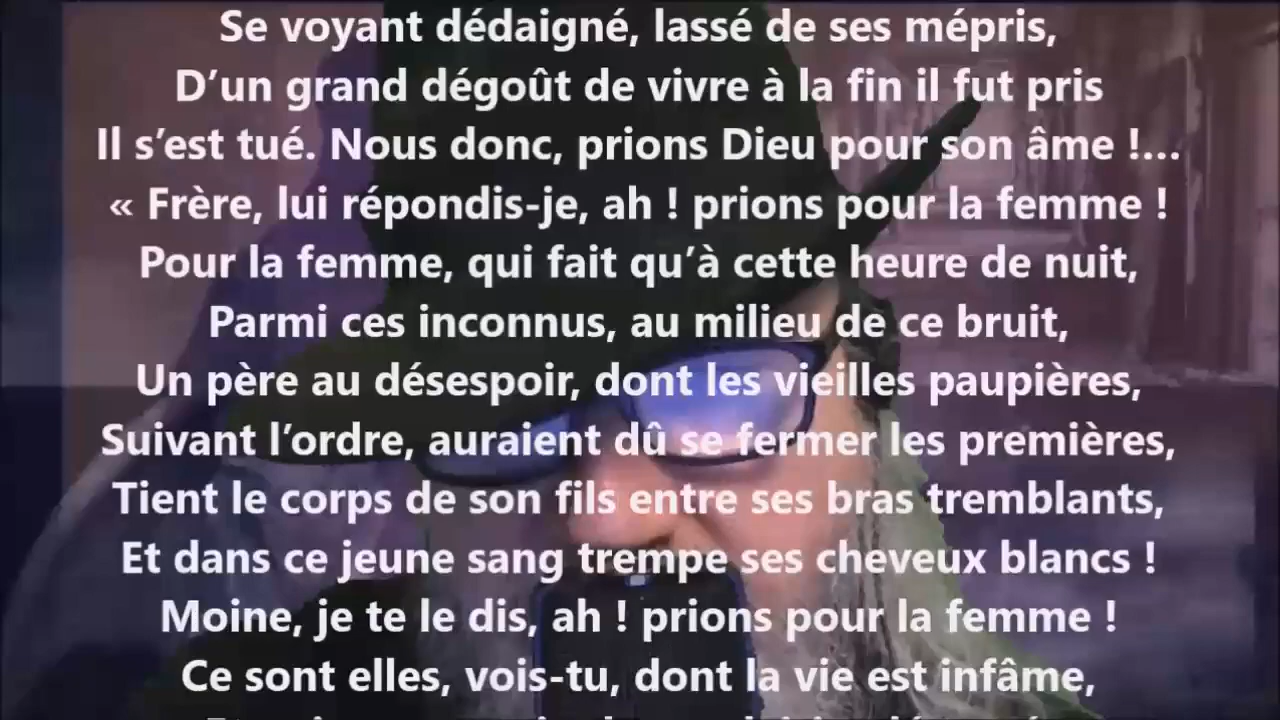 Se voyant dédaigné, lassé de ses mépris,
D’un grand dégoût de vivre à la fin il fut pris
Il s’est tué. Nous donc, prions Dieu pour son âme !...
« Frère, lui répondis-je, ah ! prions pour la femme !
Pour la femme, qui fait qu’à cette heure de nuit,
Parmi ces inconnus, au milieu de ce bruit,
Un père au désespoir, dont les vieilles paupières,
Suivant l’ordre, auraient dû se fermer les premières,
Tient le corps de son fils entre ses bras tremblants,
Et dans ce jeune sang trempe ses cheveux blancs !
Moine, je te le dis, ah ! prions pour la femme !
Ce sont elles, vois-tu, dont la vie est infâme,